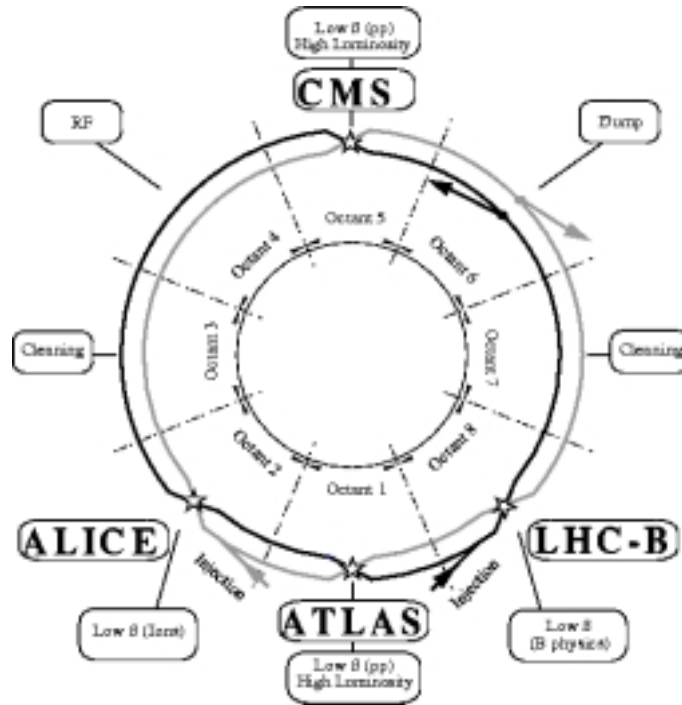 Low β (pp)
High Luminosity
CMS
RF
Dump
Octant 5
Octant 4
Octant 6
Cleaning
Octant 3
Octant 7
Cleaning
Octant 2
Octant 8
Octant 1
ALICE
LHC-B
Injection
Injection
ATLAS
Low β (Ions)
Low β
(B physics)
Low β (pp)
High Luminosity